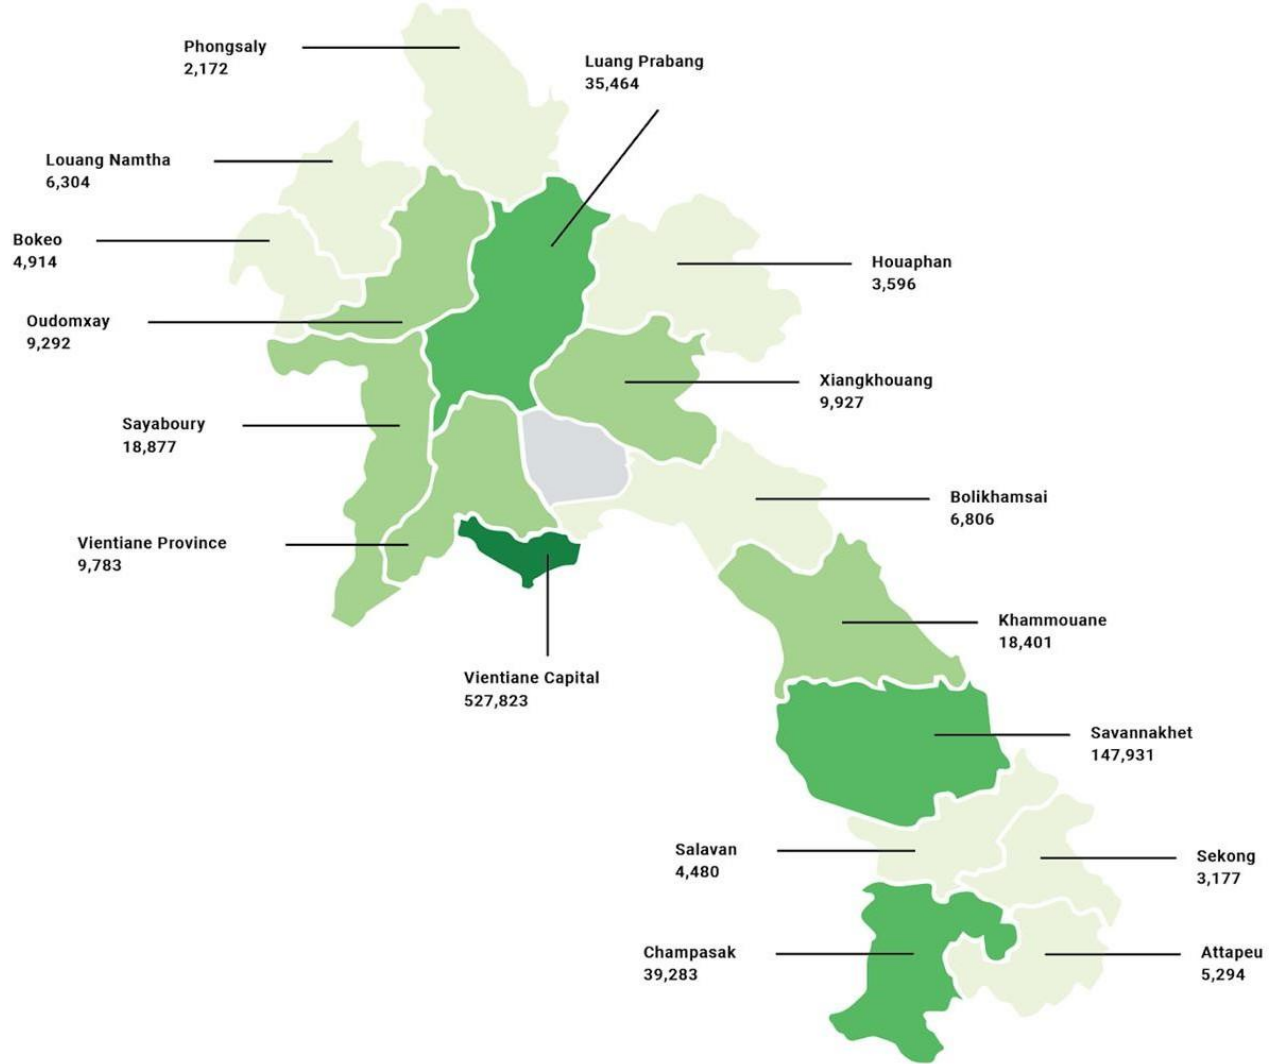 Phongsaly
2,172
Luang Prabang
35,464
Louang Namtha
6,304
Bokeo
4,914
Houaphan
3,596
Oudomxay
9,292
Xiangkhouang
9,927
Sayaboury
18,877
Bolikhamsai
6,806
Vientiane Province
9,783
Khammouane
18,401
Vientiane Capital
527,823
Savannakhet
147,931
Salavan
4,480
Sekong
3,177
Champasak
39,283
Attapeu
5,294